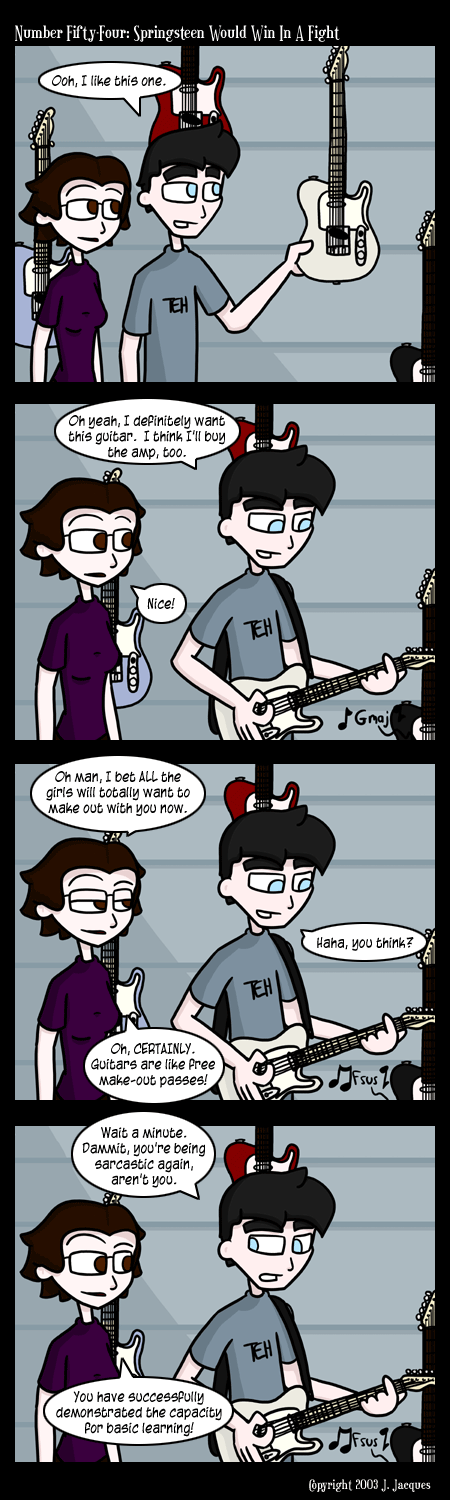 Number Fifty-Four: Springsteen Would Win In A Fight
Ooh, I like this one.
TEH
Oh yeah, I definitely want
this guitar. I think I'll buy
the amp, too.
Nice!
TEH
Gmaj
Oh man, I bet ALL the
girls will totally want to
make out with you now.
Haha, you think?
TEH
Oh, CERTAINLY.
Guitars are like free
make-out passes!
Fsus2
Wait a minute.
Dammit, you're being
sarcastic again,
aren't you.
TEH
You have successfully
demonstrated the capacity
for basic learning!
Fsus2
Copyright 2003 J. Jacques